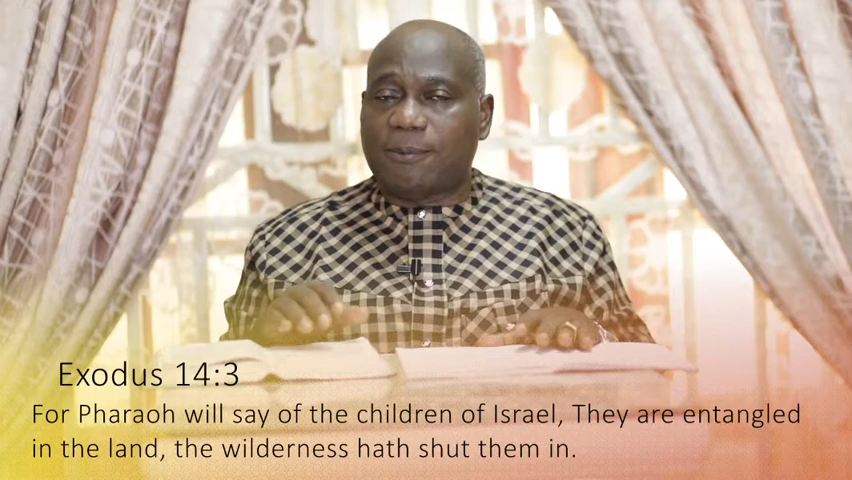 Exodus 14:3
For Pharaoh will say of the children of Israel, They are entangled
in the land, the wilderness hath shut them in.